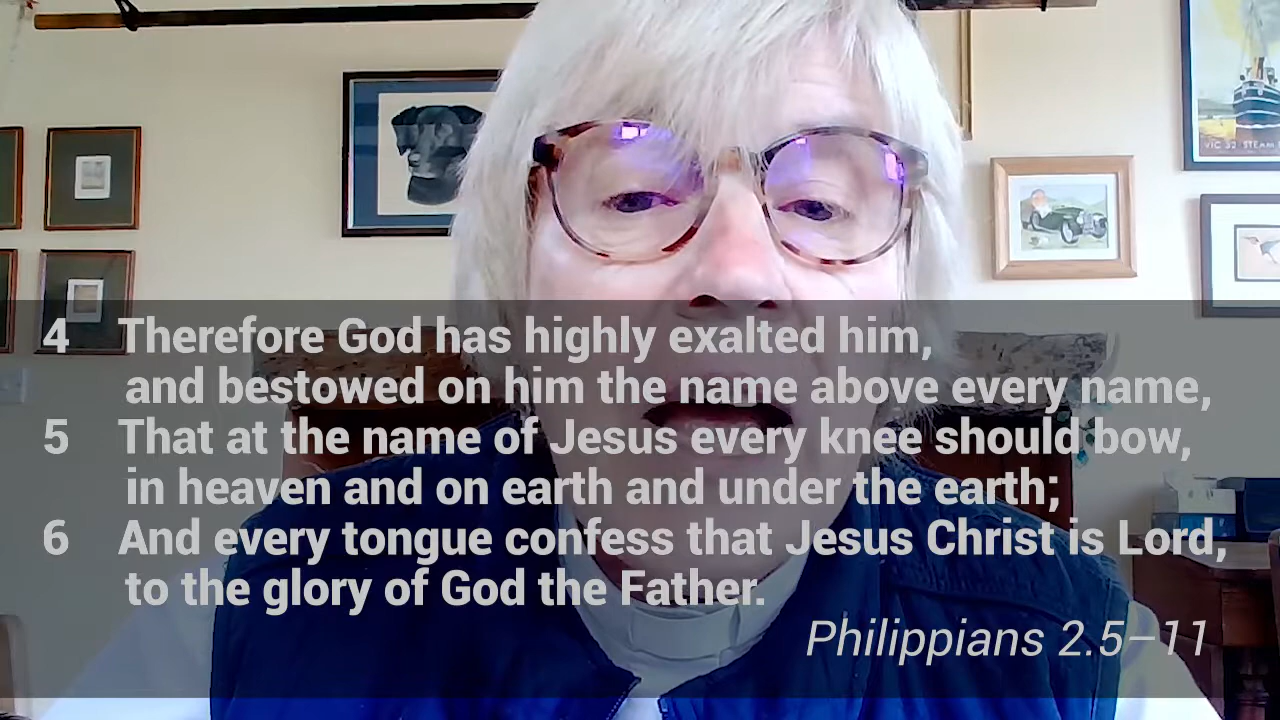 VIC 32 STEAM
4 Therefore God has highly exalted him,
and bestowed on him the name above every name,
5 That at the name of Jesus every knee should bow,
in heaven and on earth and under the earth;
6 And every tongue confess that Jesus Christ is Lord,
to the glory of God the Father.
Philippians 2.5–11